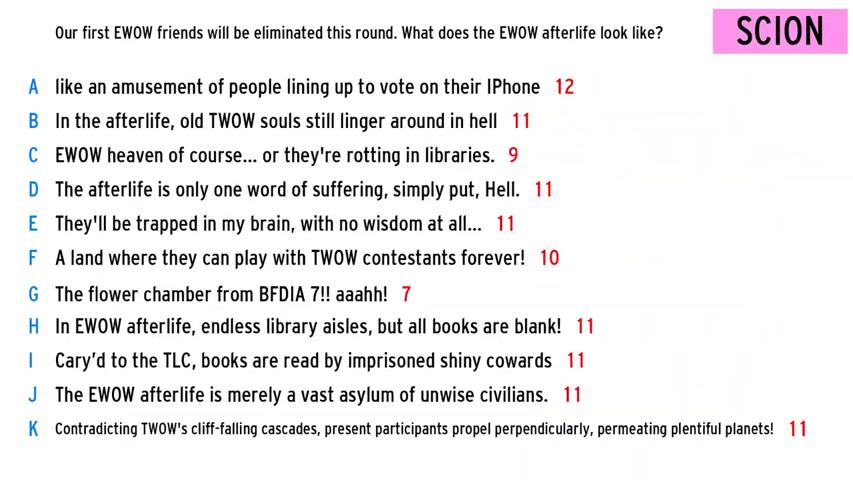 Our first EWOW friends will be eliminated this round. What does the EWOW afterlife look like?
SCION
A like an amusement of people lining up to vote on their IPhone 12
B In the afterlife, old TWOW souls still linger around in hell 11
C EWOW heaven of course... or they're rotting in libraries. 9
D The afterlife is only one word of suffering, simply put, Hell. 11
E They'll be trapped in my brain, with no wisdom at all... 11
F A land where they can play with TWOW contestants forever! 10
G The flower chamber from BFDIA 7!! aaahh! 7
H In EWOW afterlife, endless library aisles, but all books are blank! 11
I Cary'd to the TLC, books are read by imprisoned shiny cowards 11
J The EWOW afterlife is merely a vast asylum of unwise civilians. 11
K Contradicting TWOW's cliff-falling cascades, present participants propel perpendicularly, permeating plentiful planets! 11